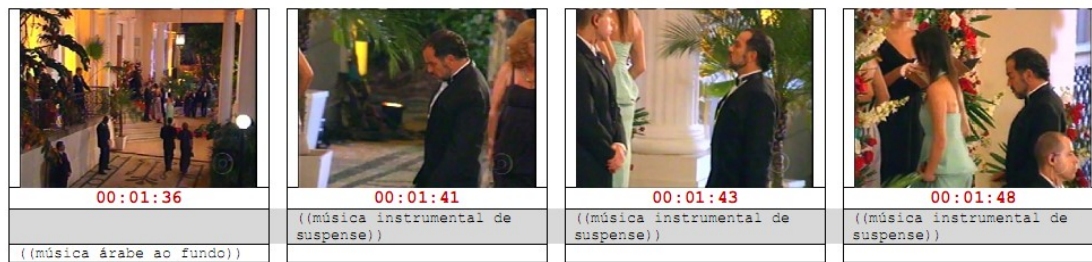 00:01:36
00:01:41
00:01:43
00:01:48
((música instrumental de
suspense))
((música instrumental de
suspense))
((música instrumental de
suspense))
((música árabe ao fundo))